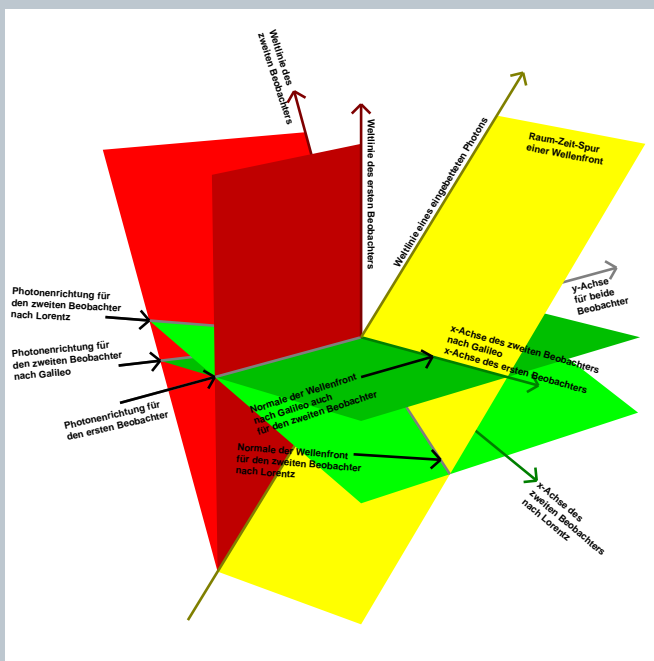 Weltlinie des
zweiten Beobachters
Weltlinie des ersten Beobachters
Weltlinie eines eingebetteten Photons
Raum-Zeit-Spur
einer Wellenfront
y-Achse
für beide
Beobachter
Photonenrichtung für
den zweiten Beobachter
nach Lorentz
Photonenrichtung für
den zweiten Beobachter
nach Galileo
Photonenrichtung für
den ersten Beobachter
x-Achse des zweiten Beobachters
nach Galileo
x-Achse des ersten Beobachters
Normale der Wellenfront
nach Galileo auch
für den zweiten Beobachter
Normale der Wellenfront
für den zweiten Beobachter
nach Lorentz
x-Achse des
zweiten Beobachters
nach Lorentz